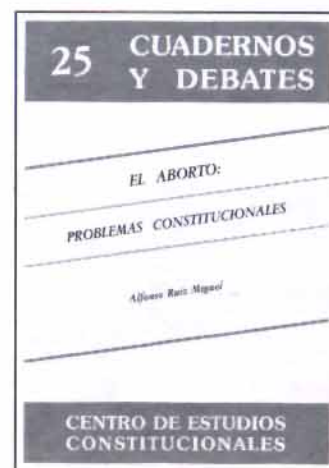 25
CUADERNOS
Y DEBATES
EL ABORTO:
PROBLEMAS CONSTITUCIONALES
Alfonso Ruiz Miguel
CENTRO DE ESTUDIOS
CONSTITUCIONALES